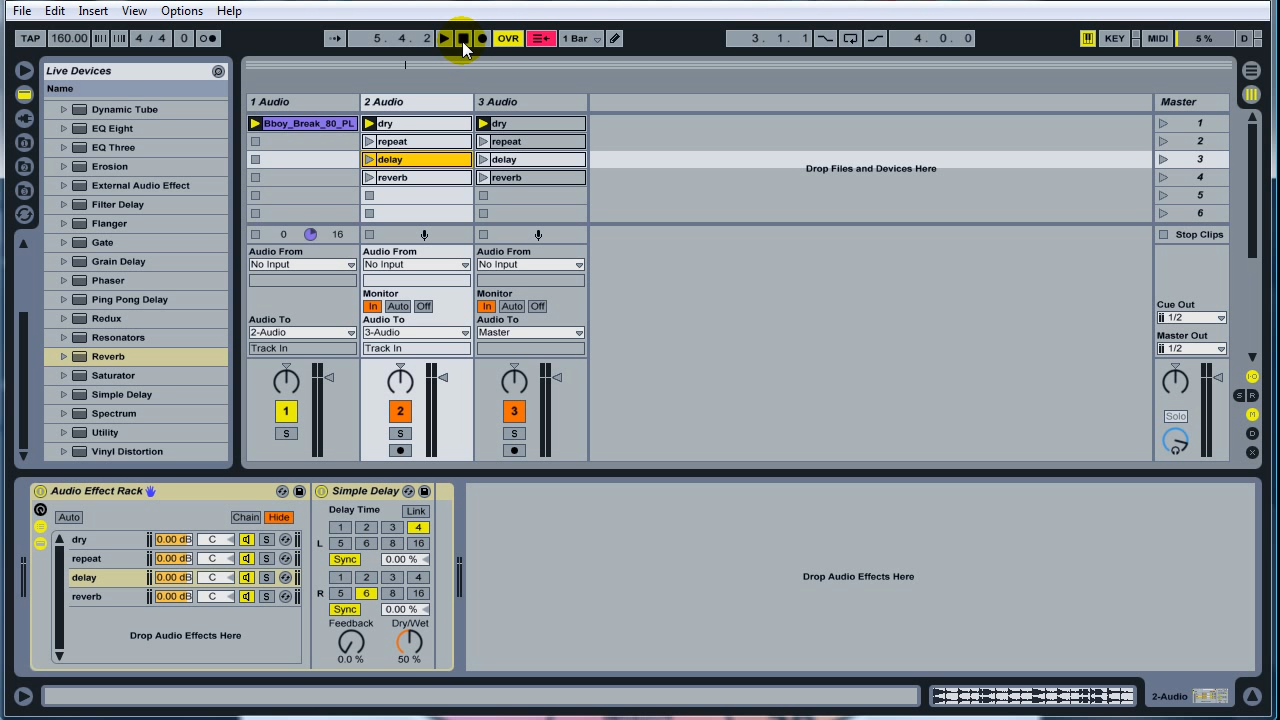 File Edit Insert View Options Help
TAP 160.00 4 / 4 0 5. 4. 2 OVR 1 Bar 3. 1. 1 4. 0. 0 KEY MIDI 5 % D
Live Devices
Name
Dynamic Tube
EQ Eight
EQ Three
Erosion
External Audio Effect
Filter Delay
Flanger
Gate
Grain Delay
Phaser
Ping Pong Delay
Redux
Resonators
Reverb
Saturator
Simple Delay
Spectrum
Utility
Vinyl Distortion
1 Audio 2 Audio 3 Audio Master
Bboy_Break_80_PL dry dry 1
repeat repeat 2
delay delay 3
Drop Files and Devices Here
reverb reverb 4
5
6
0 16 Stop Clips
Audio From Audio From Audio From
No Input No Input No Input
Monitor Monitor
In Auto Off In Auto Off
Cue Out
1/2
Audio To Audio To Audio To
2-Audio 3-Audio Master
Master Out
Track In Track In 1/2
1 2 3 Solo
S S S
S R
M
D
X
Audio Effect Rack
Auto Chain Hide
dry 0.00 dB C S
repeat 0.00 dB C S
delay 0.00 dB C S
reverb 0.00 dB C S
Drop Audio Effects Here
Simple Delay
Delay Time Link
1 2 3 4
L 5 6 8 16
Sync 0.00 %
1 2 3 4
R 5 6 8 16
Sync 0.00 %
Feedback Dry/Wet
0.0 % 50 %
Drop Audio Effects Here
2-Audio